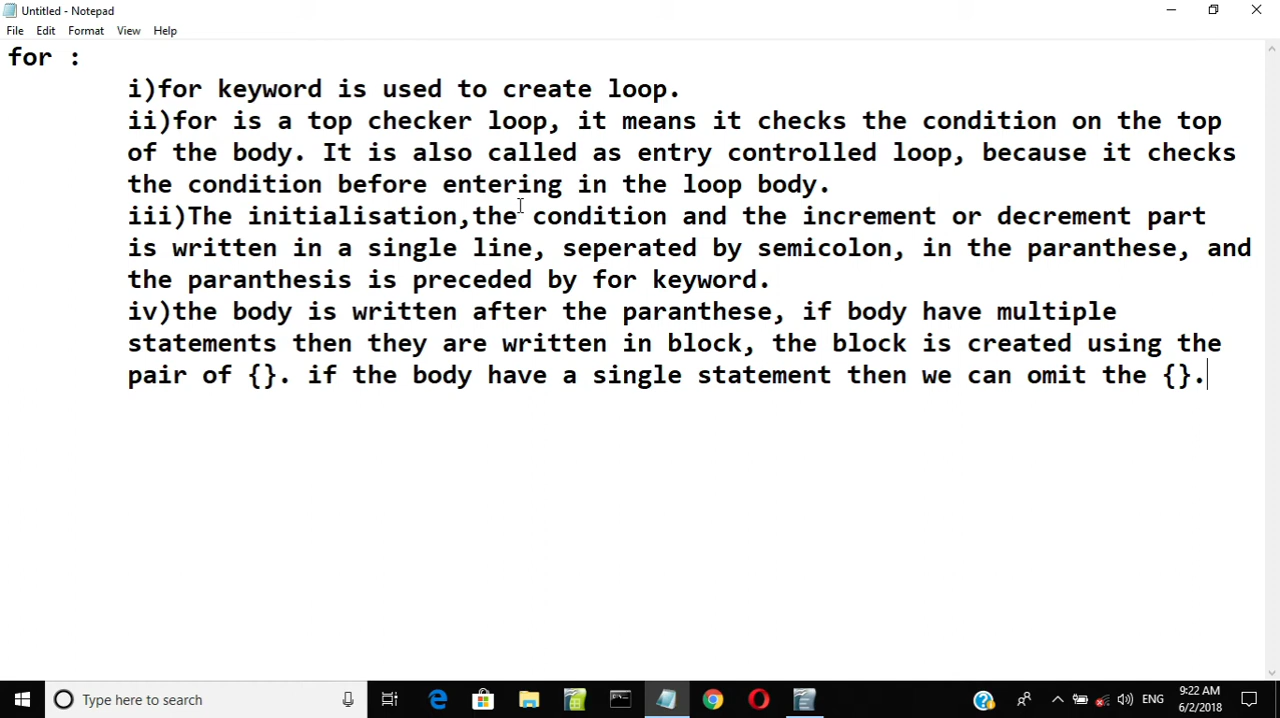 Untitled - Notepad
File Edit Format View Help
for :
i)for keyword is used to create loop.
ii)for is a top checker loop, it means it checks the condition on the top
of the body. It is also called as entry controlled loop, because it checks
the condition before entering in the loop body.
iii)The initialisation,the condition and the increment or decrement part
is written in a single line, seperated by semicolon, in the paranthese, and
the paranthesis is preceded by for keyword.
iv)the body is written after the paranthese, if body have multiple
statements then they are written in block, the block is created using the
pair of {}. if the body have a single statement then we can omit the {}.
Type here to search
ENG
9:22 AM
6/2/2018